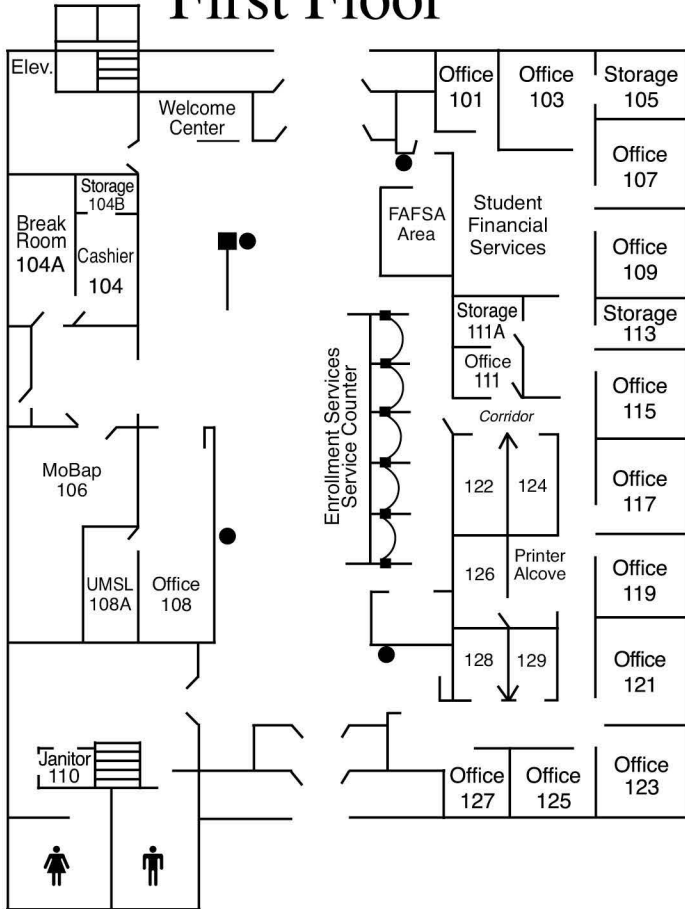 First Floor
Elev.
Welcome
Center
Office
101
Office
103
Storage
105
Office
107
Storage
104B
Break
Room
104A
Cashier
104
FAFSA
Area
Student
Financial
Services
Office
109
Storage
111A
Storage
113
Office
111
Enrollment Services
Service Counter
Corridor
Office
115
MoBap
106
122
124
Office
117
UMSL
108A
Office
108
126
Printer
Alcove
Office
119
128
129
Office
121
Janitor
110
Office
127
Office
125
Office
123